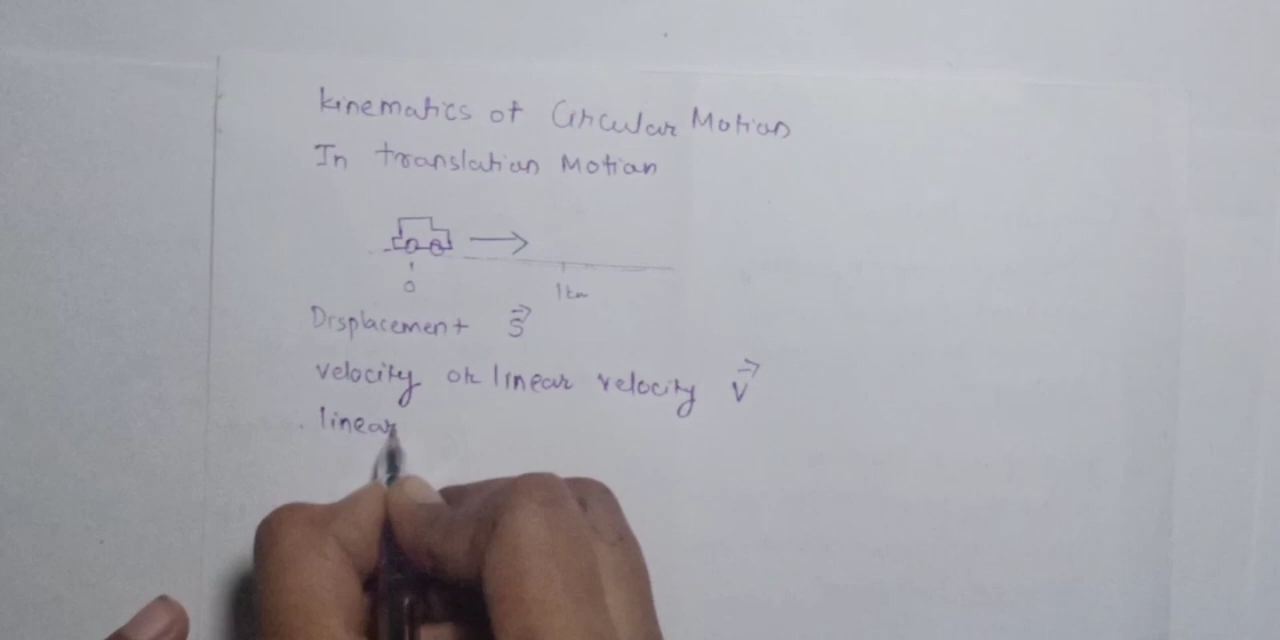 Kinematics of Circular Motion
In translation Motion
0 1km
Displacement s⃗
velocity or linear velocity v⃗
linear